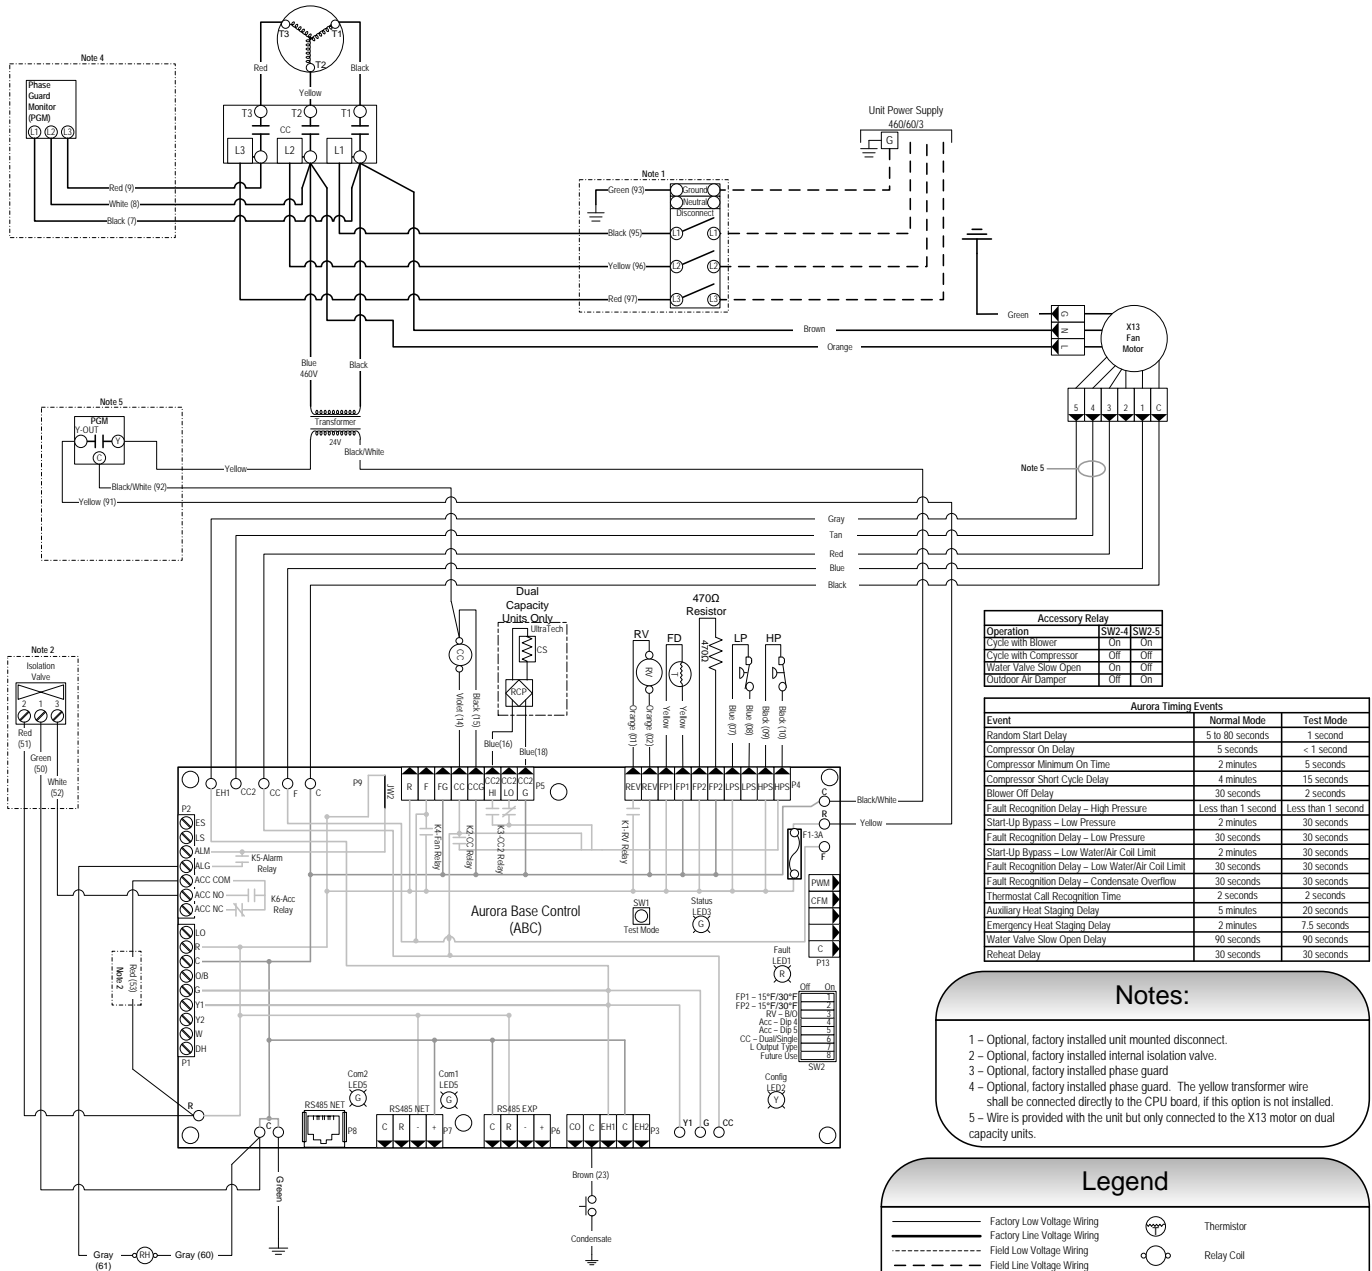 T3
T1
T2
Red
Black
Yellow
Note 4
Phase
Guard
Monitor
(PGM)
L1 L2 L3
T3 T2 T1
CC
L3 L2 L1
Red (9)
White (8)
Black (7)
Unit Power Supply
460/60/3
G
Note 1
Green (93)
Ground
Neutral
Disconnect
Black (95)
L1 L1
Yellow (96)
L2 L2
Red (97)
L3 L3
Green
Brown
Orange
G
N
L
X13
Fan
Motor
5 4 3 2 1 C
Note 5
Blue
460V
Black
Transformer
24V
Black/White
Note 5
PGM
Y-OUT
Y
C
Yellow
Black/White (92)
Yellow (91)
Gray
Tan
Red
Blue
Black
Dual
Capacity
Units Only
UltraTech
CS
RCP
CC
Violet (14)
Black (15)
Blue(16)
Blue(18)
470Ω
Resistor
470Ω
RV FD LP HP
RV
T
Orange (01)
Orange (02)
Yellow
Yellow
Blue (07)
Blue (08)
Black (09)
Black (10)
Accessory Relay
Operation SW2-4 SW2-5
Cycle with Blower On On
Cycle with Compressor Off Off
Water Valve Slow Open On Off
Outdoor Air Damper Off On
Aurora Timing Events
Event Normal Mode Test Mode
Random Start Delay 5 to 80 seconds 1 second
Compressor On Delay 5 seconds < 1 second
Compressor Minimum On Time 2 minutes 5 seconds
Compressor Short Cycle Delay 4 minutes 15 seconds
Blower Off Delay 30 seconds 2 seconds
Fault Recognition Delay – High Pressure Less than 1 second Less than 1 second
Start-Up Bypass – Low Pressure 2 minutes 30 seconds
Fault Recognition Delay – Low Pressure 30 seconds 30 seconds
Start-Up Bypass – Low Water/Air Coil Limit 2 minutes 30 seconds
Fault Recognition Delay – Low Water/Air Coil Limit 30 seconds 30 seconds
Fault Recognition Delay – Condensate Overflow 30 seconds 30 seconds
Thermostat Call Recognition Time 2 seconds 2 seconds
Auxiliary Heat Staging Delay 5 minutes 20 seconds
Emergency Heat Staging Delay 2 minutes 7.5 seconds
Water Valve Slow Open Delay 90 seconds 90 seconds
Reheat Delay 30 seconds 30 seconds
Note 2
Isolation
Valve
2 1 3
Red
(51)
Green
(50)
White
(52)
EH1 CC2 CC F C
P9
JW2
R F FG CC CCG CC2 HI CC2 LO CC2 G P5
REV REV FP1 FP1 FP2 FP2 LPS LPS HPS HPS P4
C
R
F
Black/White
Yellow
F1-3A
P2
ES
LS
ALM
ALG
ACC COM
ACC NO
ACC NC
K5-Alarm
Relay
K6-Acc
Relay
K4-Fan Relay
K2-CC Relay
K3-CC2 Relay
K1-RV Relay
Aurora Base Control
(ABC)
SW1
Test Mode
Status
LED3
G
PWM
CFM
C
P13
Fault
LED1
R
LO
R
C
O/B
G
Y1
Y2
W
DH
P1
R
Note 2
Red (53)
Off On
FP1 – 15°F/30°F 1
FP2 – 15°F/30°F 2
RV – B/O 3
Acc – Dip 4 4
Acc – Dip 5 5
CC – Dual/Single 6
L Output Type 7
Future Use 8
SW2
Com2
LED5
G
Com1
LED5
G
Config
LED2
Y
RS485 NET
P8
RS485 NET
C R - + P7
RS485 EXP
C R - + P6
CO C EH1 C EH2 P3
Y1 G CC
C
Green
Gray
(61)
RH
Gray (60)
Brown (23)
Condensate
Notes:
1 – Optional, factory installed unit mounted disconnect.
2 – Optional, factory installed internal isolation valve.
3 – Optional, factory installed phase guard
4 – Optional, factory installed phase guard. The yellow transformer wire
shall be connected directly to the CPU board, if this option is not installed.
5 – Wire is provided with the unit but only connected to the X13 motor on dual
capacity units.
Legend
Factory Low Voltage Wiring
Factory Line Voltage Wiring
Field Low Voltage Wiring
Field Line Voltage Wiring
Thermistor
Relay Coil